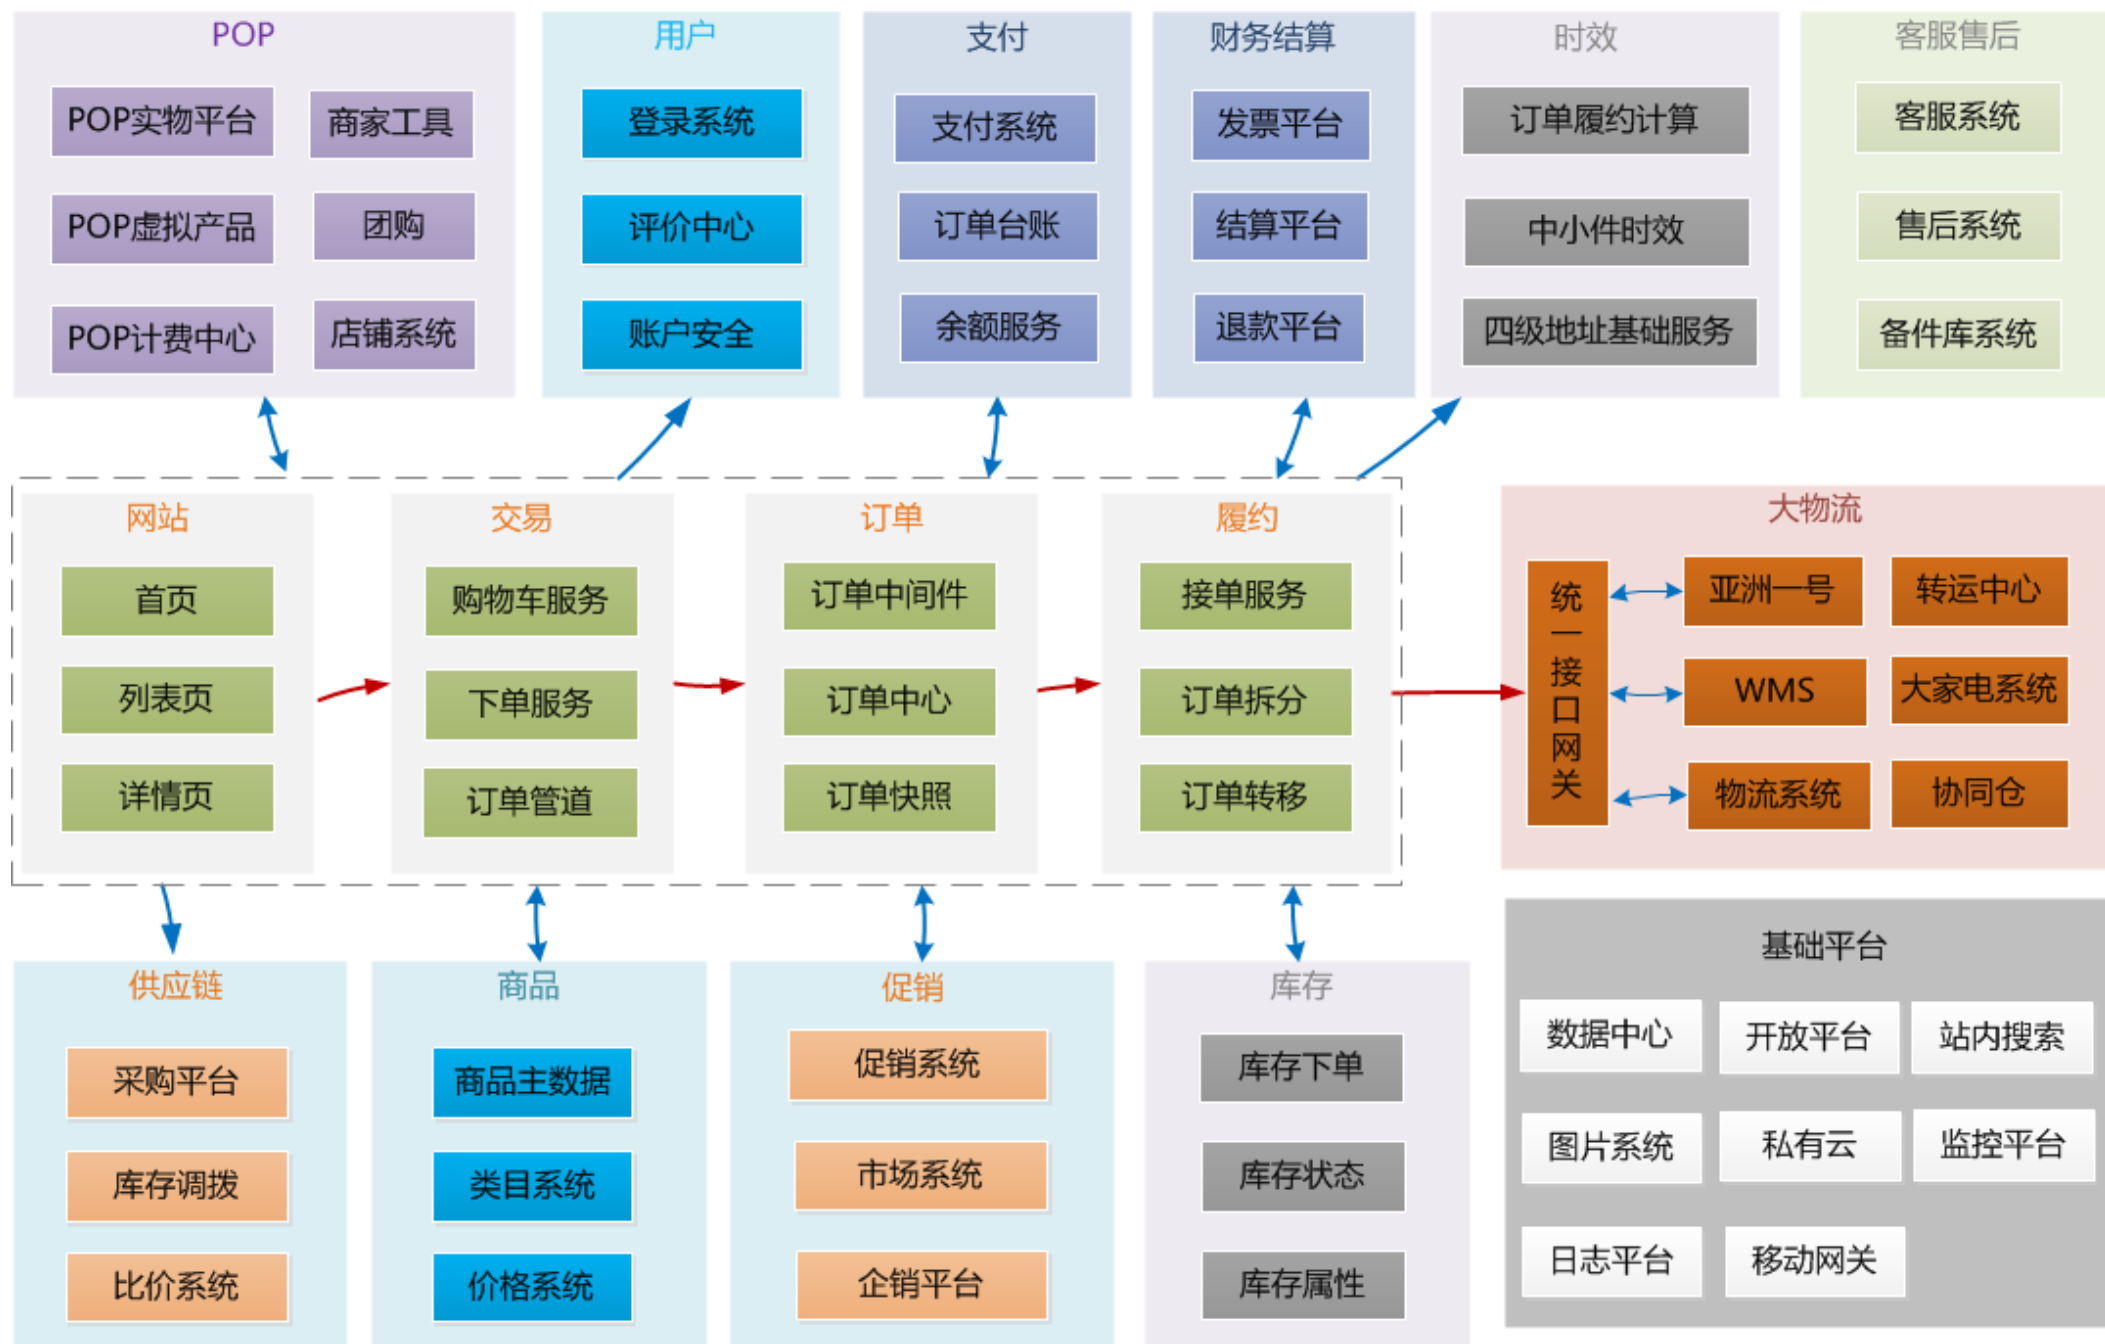 POP
POP实物平台
商家工具
POP虚拟产品
团购
POP计费中心
店铺系统
用户
登录系统
评价中心
账户安全
支付
支付系统
订单台账
余额服务
财务结算
发票平台
结算平台
退款平台
时效
订单履约计算
中小件时效
四级地址基础服务
客服售后
客服系统
售后系统
备件库系统
网站
首页
列表页
详情页
交易
购物车服务
下单服务
订单管道
订单
订单中间件
订单中心
订单快照
履约
接单服务
订单拆分
订单转移
大物流
统一接口网关
亚洲一号
转运中心
WMS
大家电系统
物流系统
协同仓
供应链
采购平台
库存调拨
比价系统
商品
商品主数据
类目系统
价格系统
促销
促销系统
市场系统
企销平台
库存
库存下单
库存状态
库存属性
基础平台
数据中心
开放平台
站内搜索
图片系统
私有云
监控平台
日志平台
移动网关